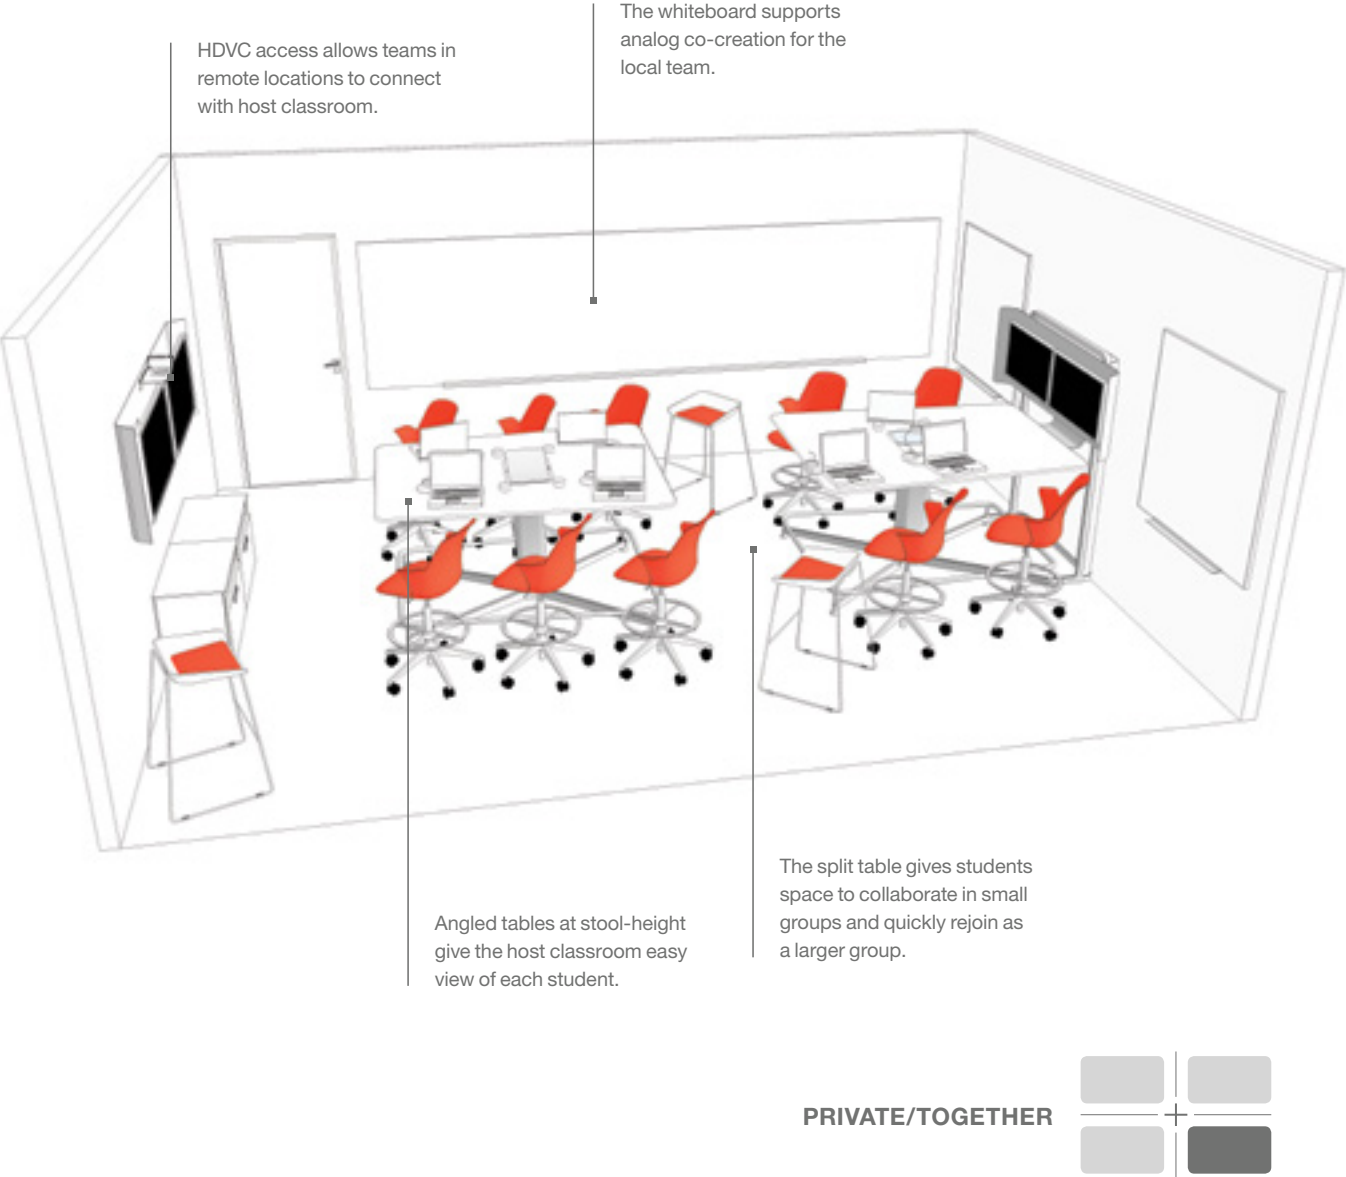 The whiteboard supports
analog co-creation for the
local team.
HDVC access allows teams in
remote locations to connect
with host classroom.
The split table gives students
space to collaborate in small
groups and quickly rejoin as
a larger group.
Angled tables at stool-height
give the host classroom easy
view of each student.
PRIVATE/TOGETHER